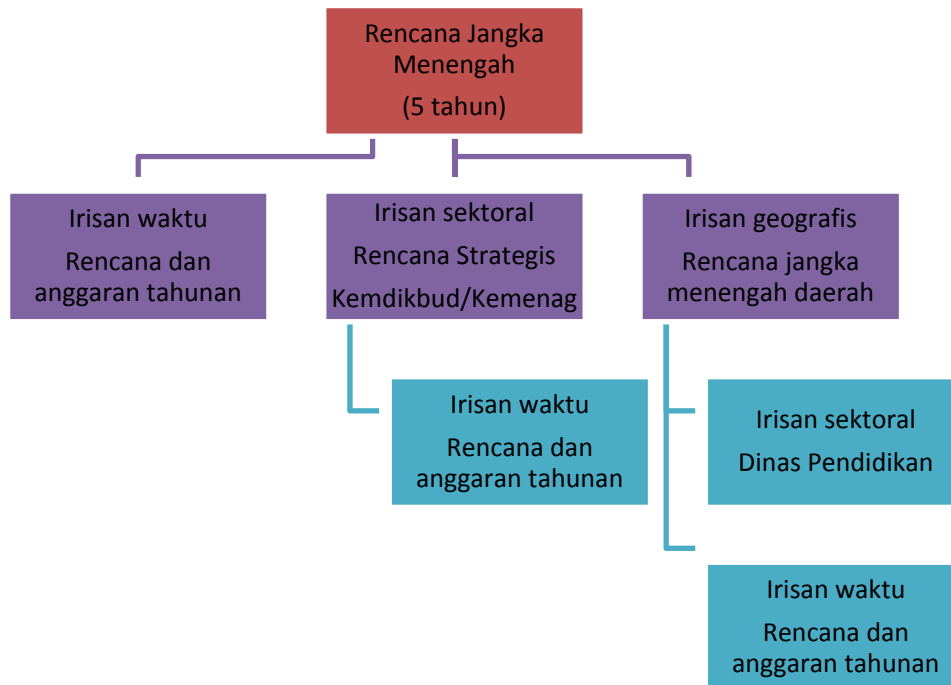 Rencana Jangka
Menengah
(5 tahun)
Irisan waktu
Rencana dan
anggaran tahunan
Irisan sektoral
Rencana Strategis
Kemdikbud/Kemenag
Irisan geografis
Rencana jangka
menengah daerah
Irisan waktu
Rencana dan
anggaran tahunan
Irisan sektoral
Dinas Pendidikan
Irisan waktu
Rencana dan
anggaran tahunan